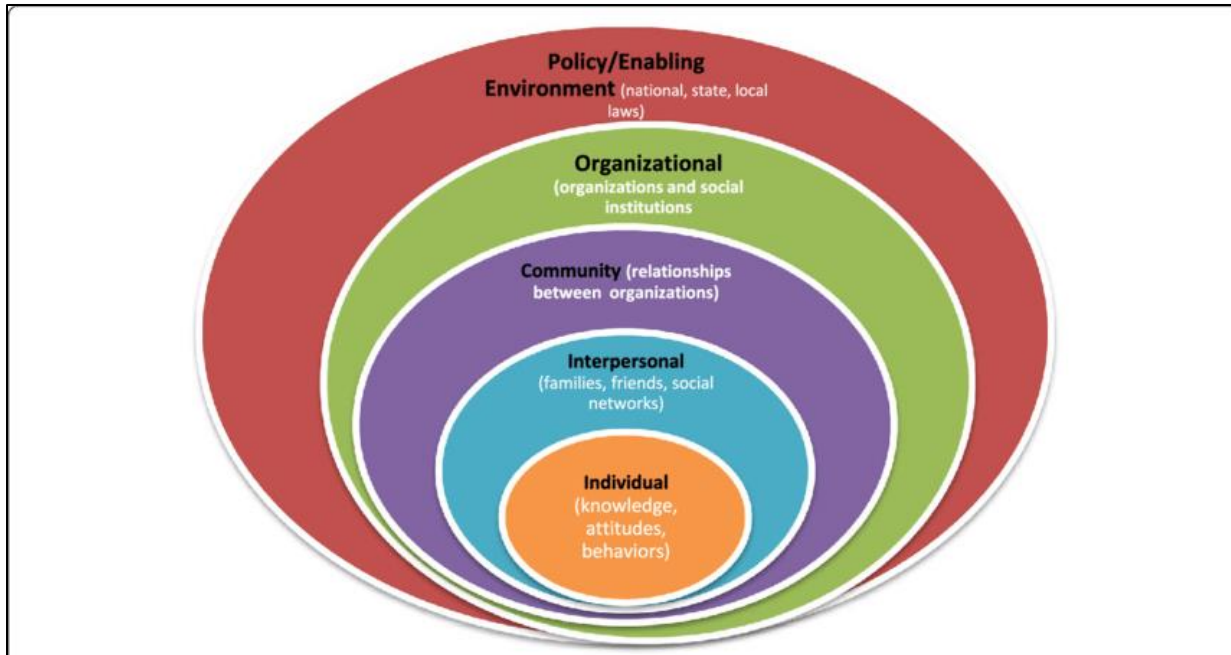 Policy/Enabling
Environment (national, state, local
laws)
Organizational
(organizations and social
institutions
Community (relationships
between organizations)
Interpersonal
(families, friends, social
networks)
Individual
(knowledge,
attitudes,
behaviors)